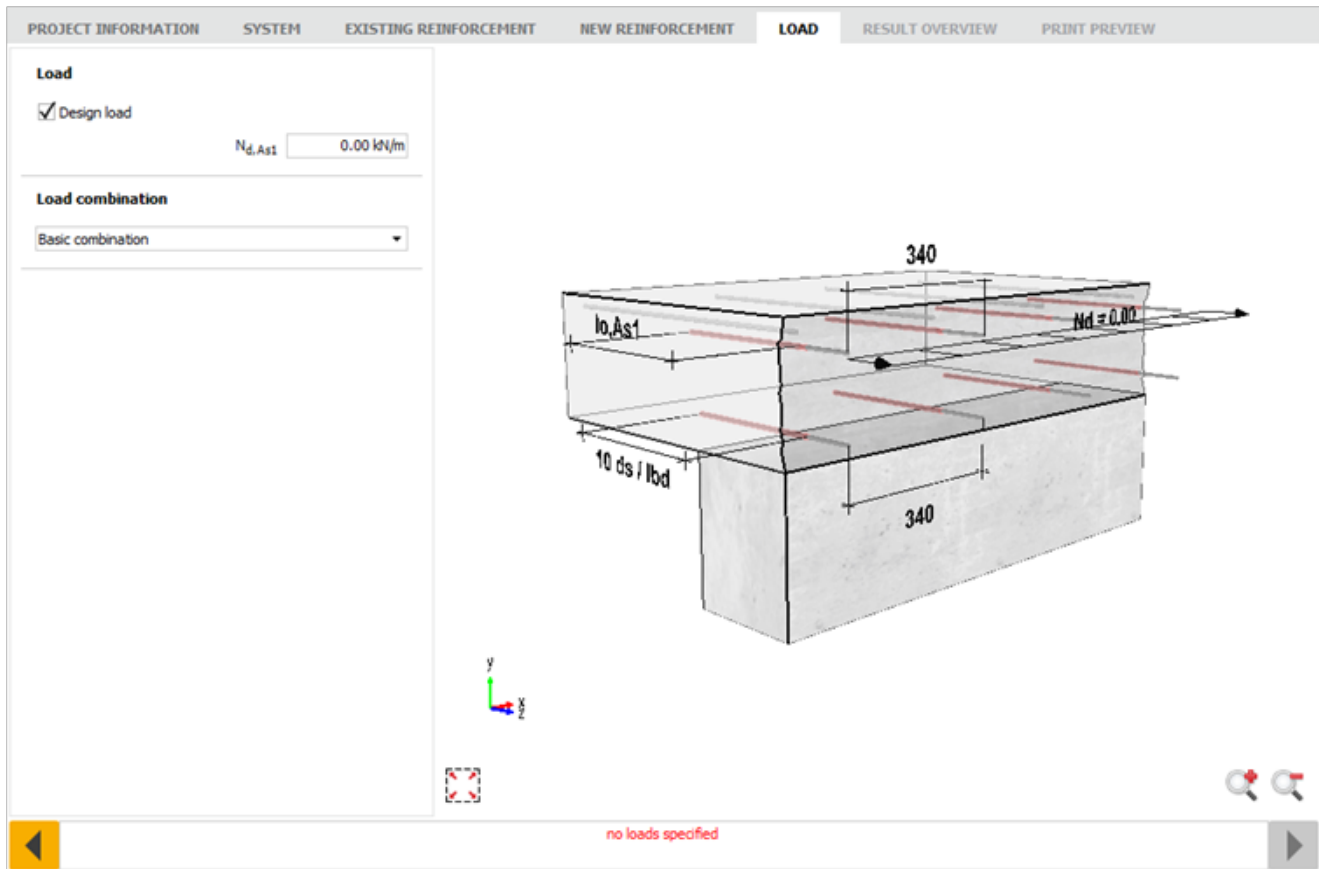 PROJECT INFORMATION SYSTEM EXISTING REINFORCEMENT NEW REINFORCEMENT LOAD RESULT OVERVIEW PRINT PREVIEW
Load
Design load
Nd,As1 0.00 kN/m
Load combination
Basic combination
340
lo,As1
Nd = 0.00
10 ds / lbd
340
y
x
z
no loads specified